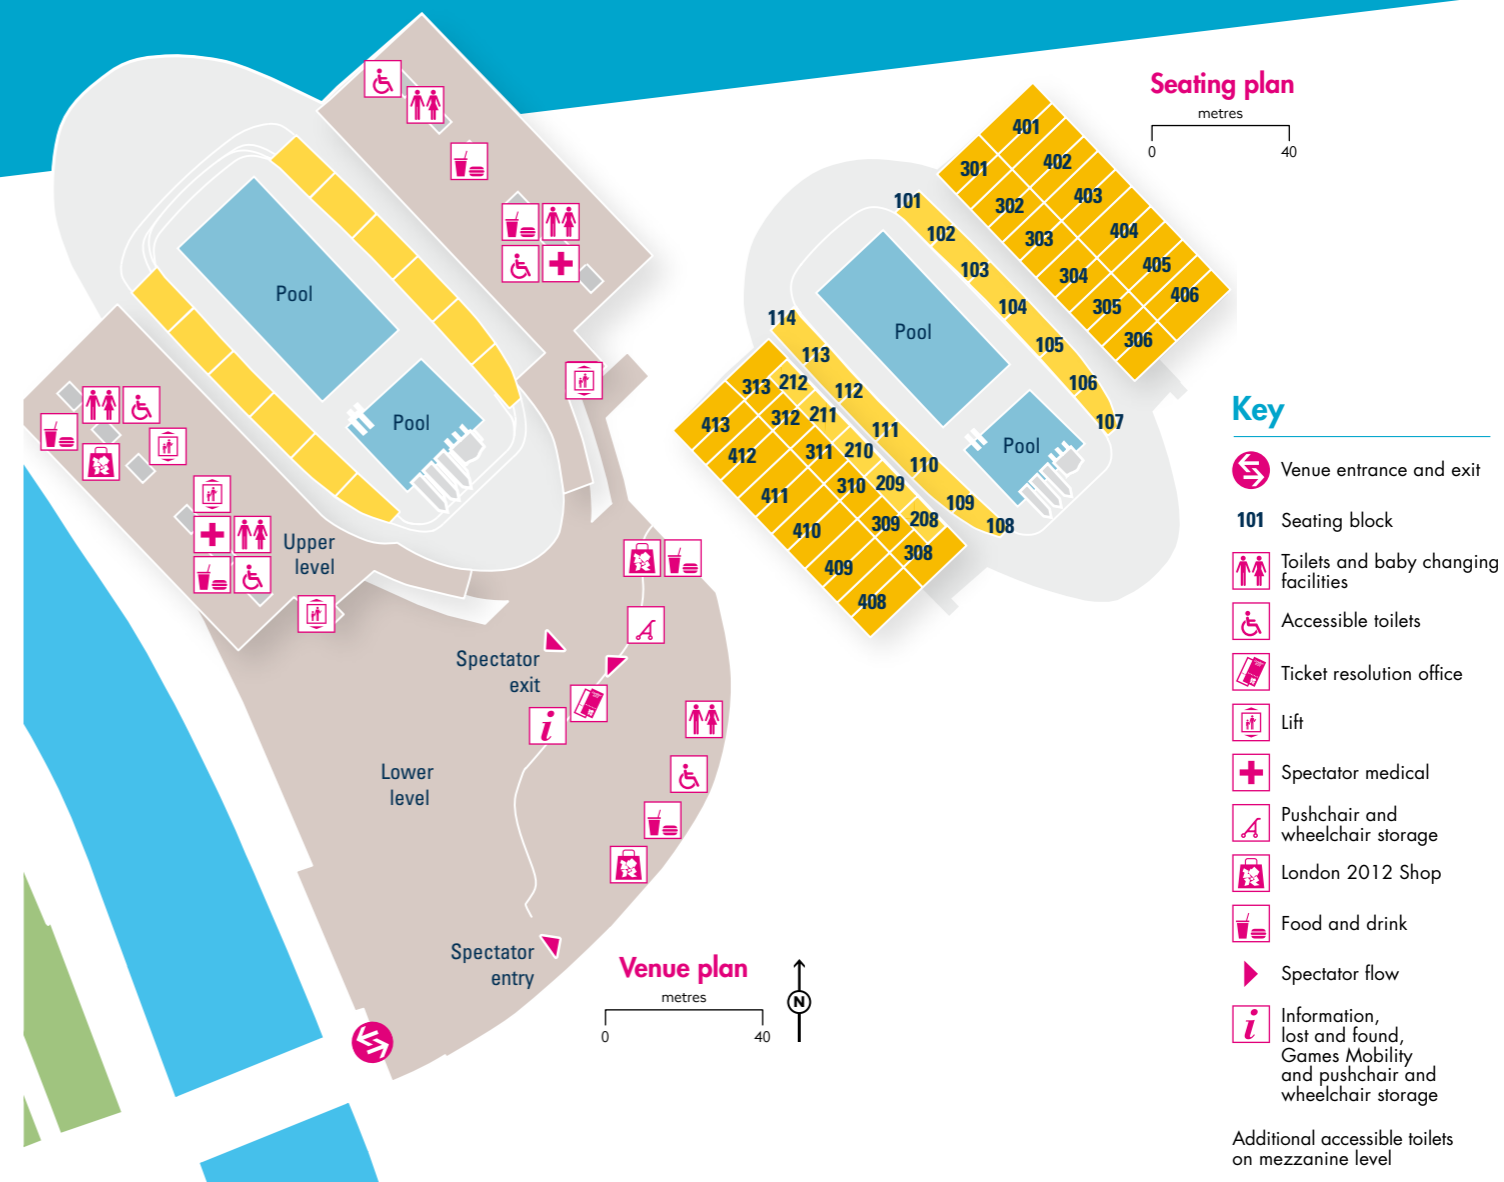 Seating plan
metres
0 40
401
301
402
403
302
404
303
405
304
406
305
306
101
102
103
104
105
106
107
Pool
Pool
114
113
112
111
110
109
108
313 212
312 211
311 210
310 209
309 208
308
413
412
411
410
409
408
Pool
Pool
Upper
level
Spectator
exit
i
Lower
level
Spectator
entry
Venue plan
metres
0 40
N
Key
Venue entrance and exit
101 Seating block
Toilets and baby changing
facilities
Accessible toilets
Ticket resolution office
Lift
Spectator medical
Pushchair and
wheelchair storage
London 2012 Shop
Food and drink
Spectator flow
i Information,
lost and found,
Games Mobility
and pushchair and
wheelchair storage
Additional accessible toilets
on mezzanine level